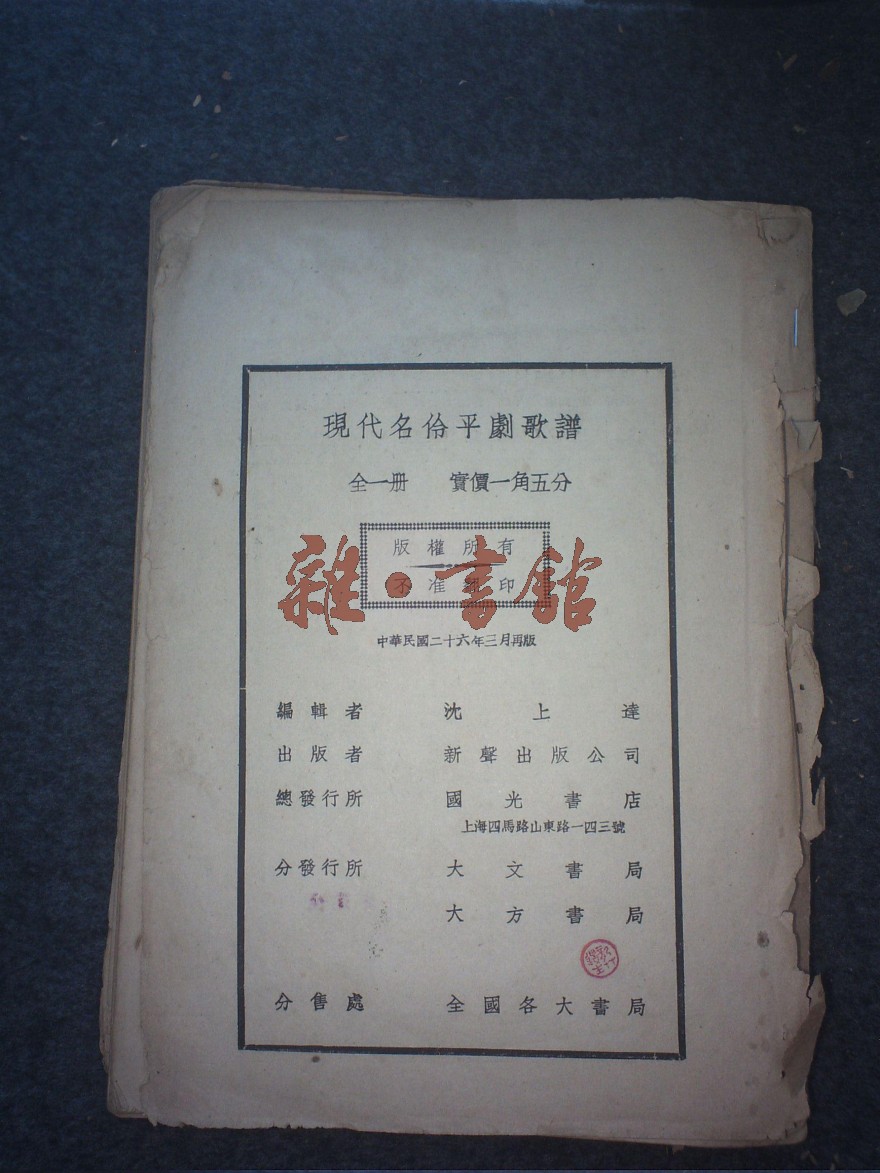 現代名伶平劇歌譜
全一册 實價一角五分
版權所有
不准翻印
雜·書館
中華民國二十六年三月再版
編輯者 沈上達
出版者 新聲出版公司
總發行所 國光書店
上海四馬路山東路一四三號
分發行所 大文書局
大方書局
分售處 全國各大書局